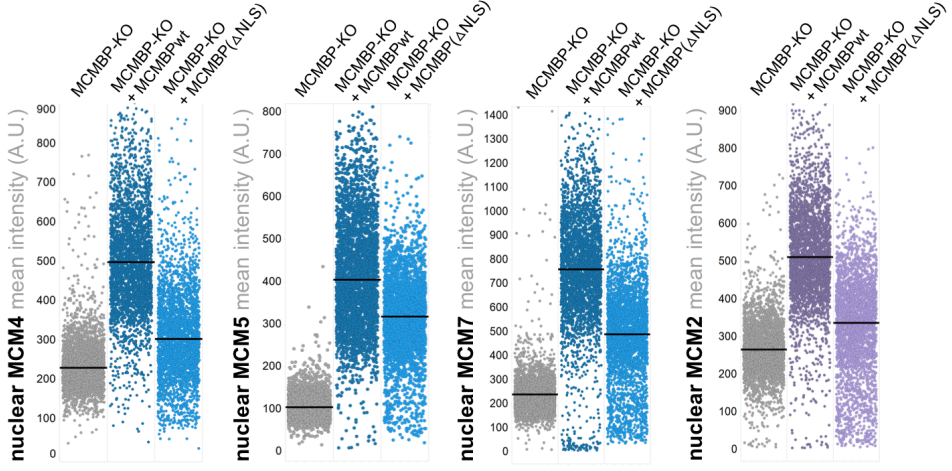 MCMBP-KO
MCMBP-KO
+ MCMBPwt
MCMBP-KO
+ MCMBP(ΔNLS)
nuclear MCM4 mean intensity (A.U.)
900
800
700
600
500
400
300
200
100
0
MCMBP-KO
MCMBP-KO
+ MCMBPwt
MCMBP-KO
+ MCMBP(ΔNLS)
nuclear MCM5 mean intensity (A.U.)
800
700
600
500
400
300
200
100
0
MCMBP-KO
MCMBP-KO
+ MCMBPwt
MCMBP-KO
+ MCMBP(ΔNLS)
nuclear MCM7 mean intensity (A.U.)
1400
1300
1200
1100
1000
900
800
700
600
500
400
300
200
100
0
MCMBP-KO
MCMBP-KO
+ MCMBPwt
MCMBP-KO
+ MCMBP(ΔNLS)
nuclear MCM2 mean intensity (A.U.)
900
800
700
600
500
400
300
200
100
0